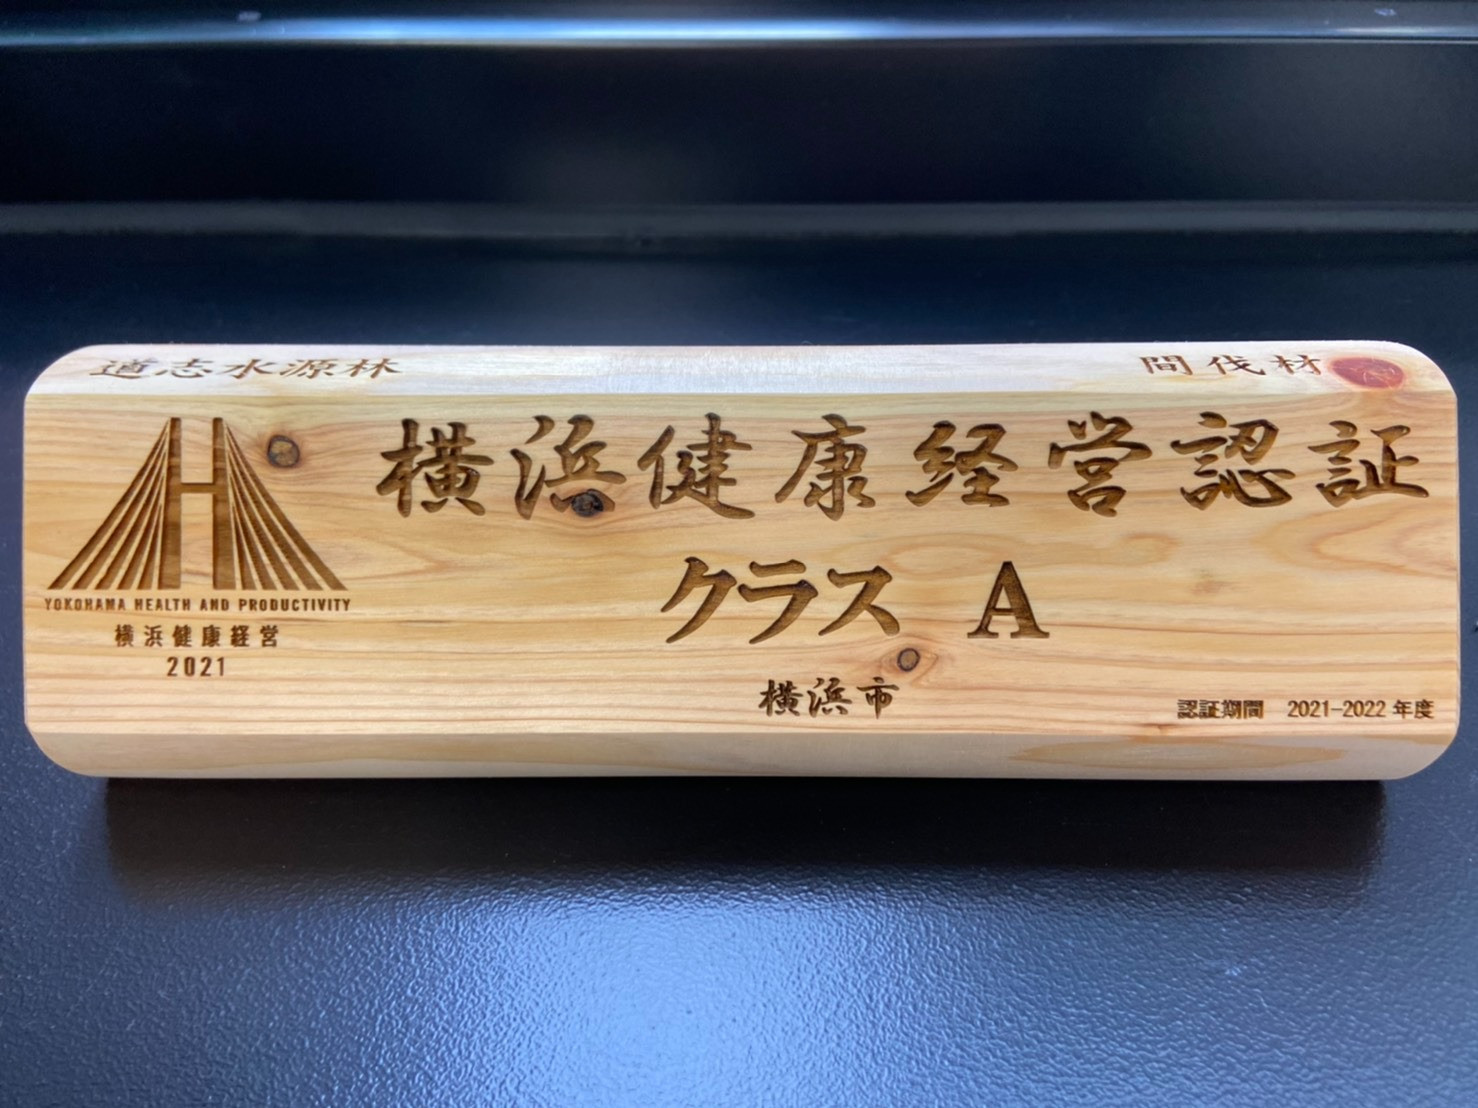 道志水源林 間伐材
横浜健康経営認証
クラス A
横浜市
認証期間 2021-2022 年度
YOKOHAMA HEALTH AND PRODUCTIVITY
横浜健康経営
2021